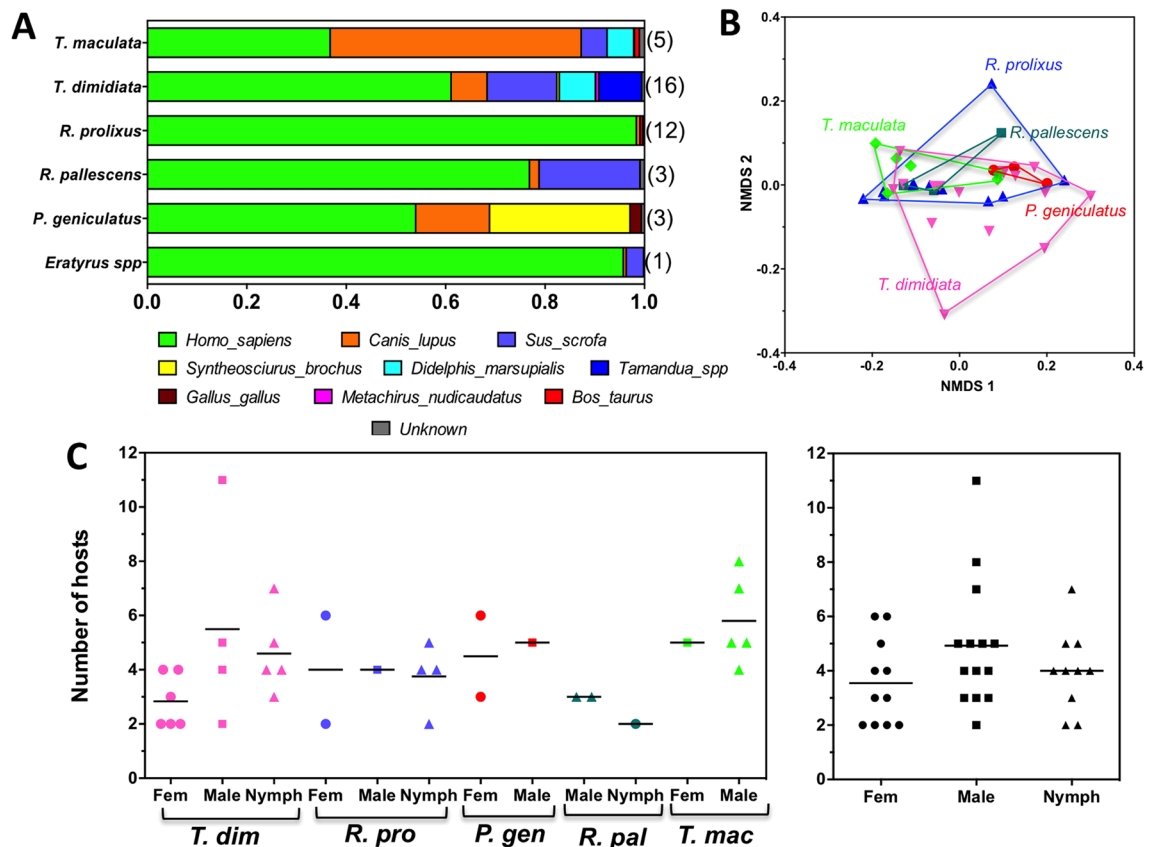 A
T. maculata
(5)
T. dimidiata
(16)
R. prolixus
(12)
R. pallescens
(3)
P. geniculatus
(3)
Eratyrus spp
(1)
0.0 0.2 0.4 0.6 0.8 1.0
Homo_sapiens Canis_lupus Sus_scrofa
Syntheosciurus_brochus Didelphis_marsupialis Tamandua_spp
Gallus_gallus Metachirus_nudicaudatus Bos_taurus
Unknown
B
0.4
0.2
0.0
-0.2
-0.4
NMDS 2
R. prolixus
T. maculata
R. pallescens
P. geniculatus
T. dimidiata
-0.4 -0.2 0.0 0.2 0.4
NMDS 1
C
Number of hosts
12
10
8
6
4
2
0
Fem Male Nymph Fem Male Nymph Fem Male Male Nymph Fem Male
T. dim R. pro P. gen R. pal T. mac
12
10
8
6
4
2
0
Fem Male Nymph